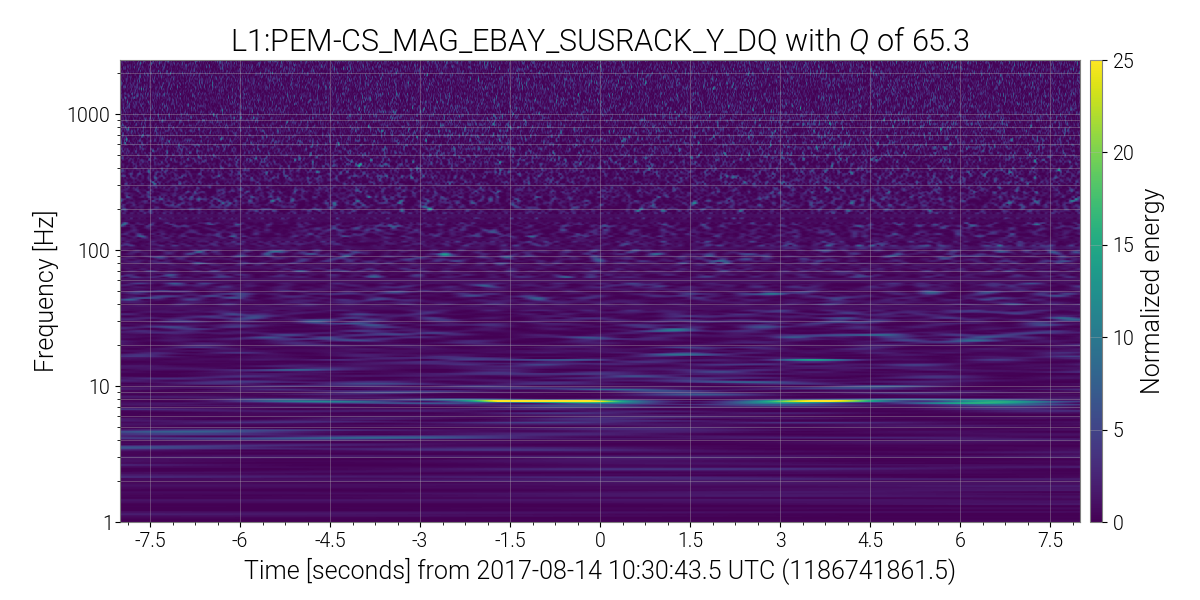 L1:PEM-CS_MAG_EBAY_SUSRACK_Y_DQ with Q of 65.3
Frequency [Hz]
1000
100
10
1
-7.5 -6 -4.5 -3 -1.5 0 1.5 3 4.5 6 7.5
Time [seconds] from 2017-08-14 10:30:43.5 UTC (1186741861.5)
25
20
15
10
5
0
Normalized energy